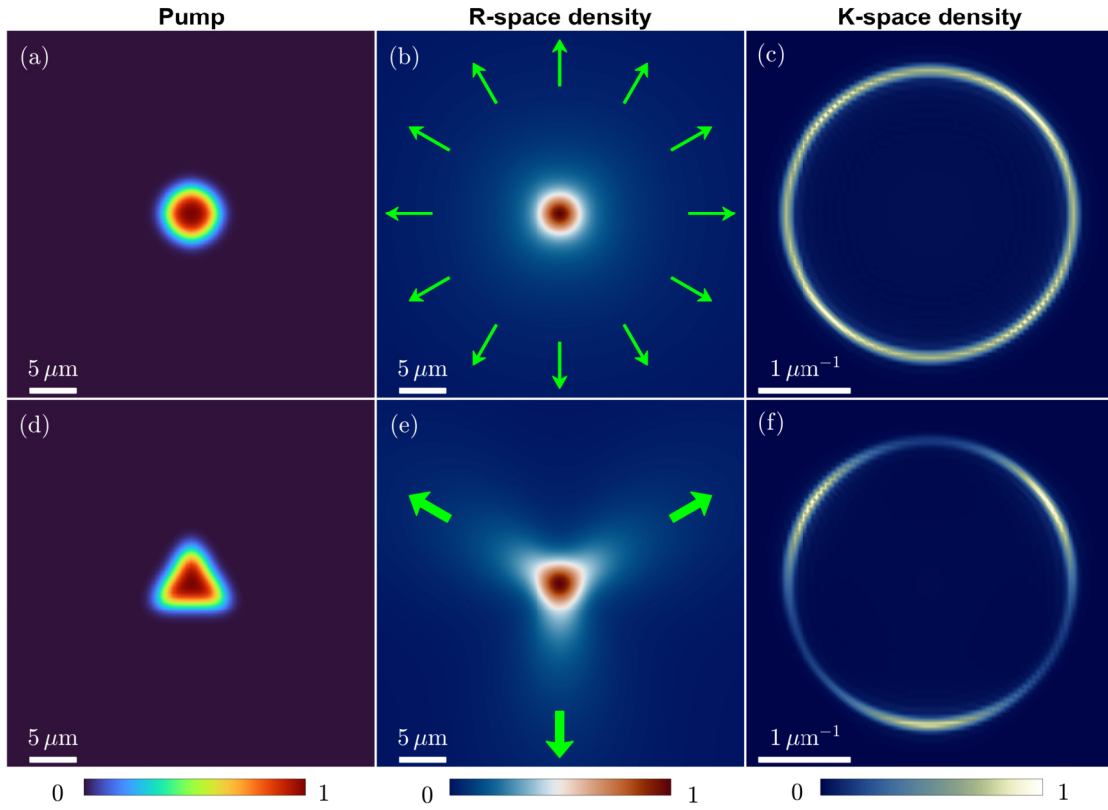 Pump
R-space density
K-space density
(a)
5 μm
(b)
5 μm
(c)
1 μm⁻¹
(d)
5 μm
(e)
5 μm
(f)
1 μm⁻¹
0 1
0 1
0 1